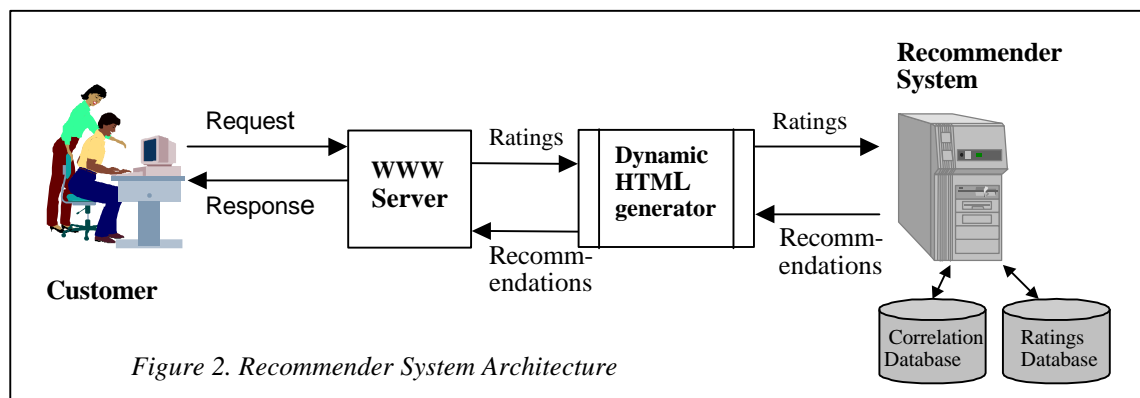 Recommender
System
Request
Ratings
Ratings
WWW
Server
Dynamic
HTML
generator
Response
Recomm-
endations
Recomm-
endations
Customer
Correlation
Database
Ratings
Database
Figure 2. Recommender System Architecture